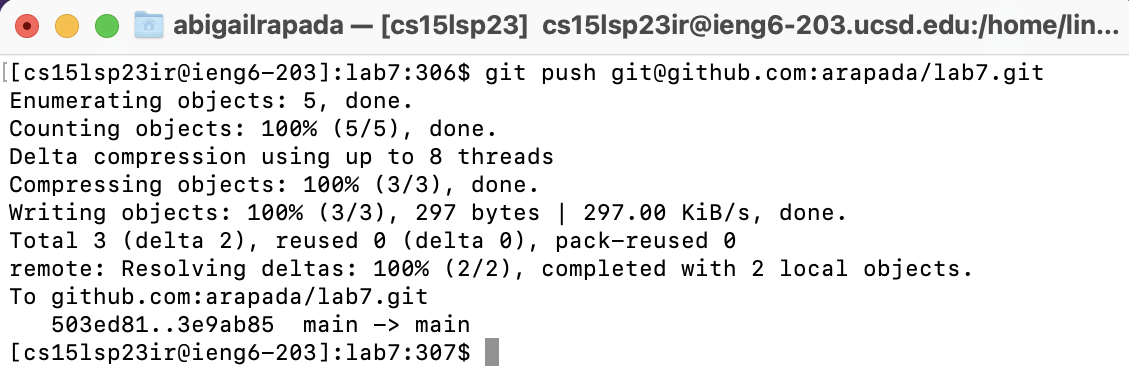 abigailrapada — [cs15lsp23] cs15lsp23ir@ieng6-203.ucsd.edu:/home/lin...
[[cs15lsp23ir@ieng6-203]:lab7:306$ git push git@github.com:arapada/lab7.git
Enumerating objects: 5, done.
Counting objects: 100% (5/5), done.
Delta compression using up to 8 threads
Compressing objects: 100% (3/3), done.
Writing objects: 100% (3/3), 297 bytes | 297.00 KiB/s, done.
Total 3 (delta 2), reused 0 (delta 0), pack-reused 0
remote: Resolving deltas: 100% (2/2), completed with 2 local objects.
To github.com:arapada/lab7.git
   503ed81..3e9ab85  main -> main
[cs15lsp23ir@ieng6-203]:lab7:307$